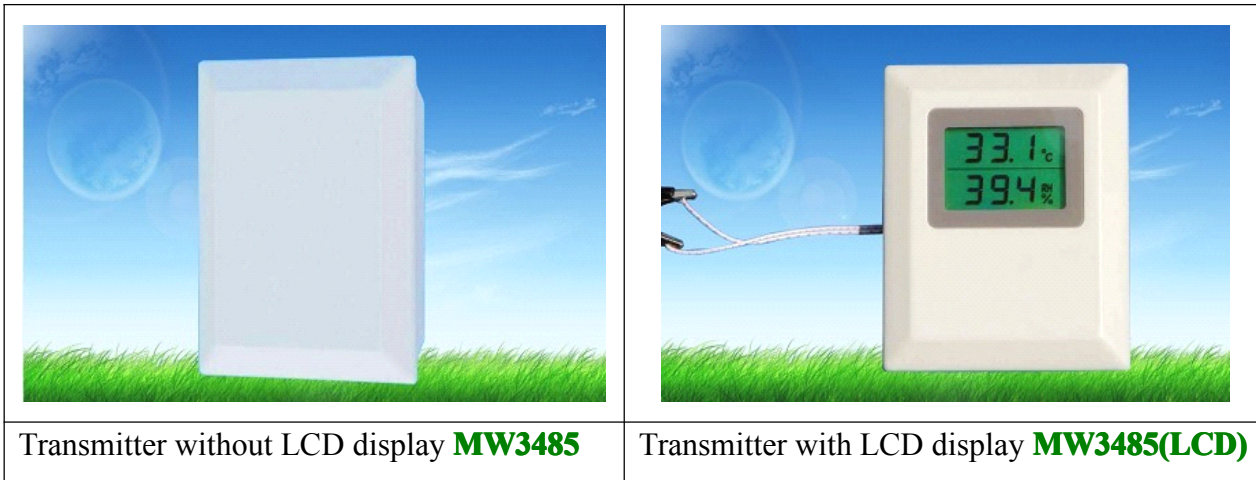 33.1 °C
39.4 RH %
Transmitter without LCD display MW3485
Transmitter with LCD display MW3485(LCD)